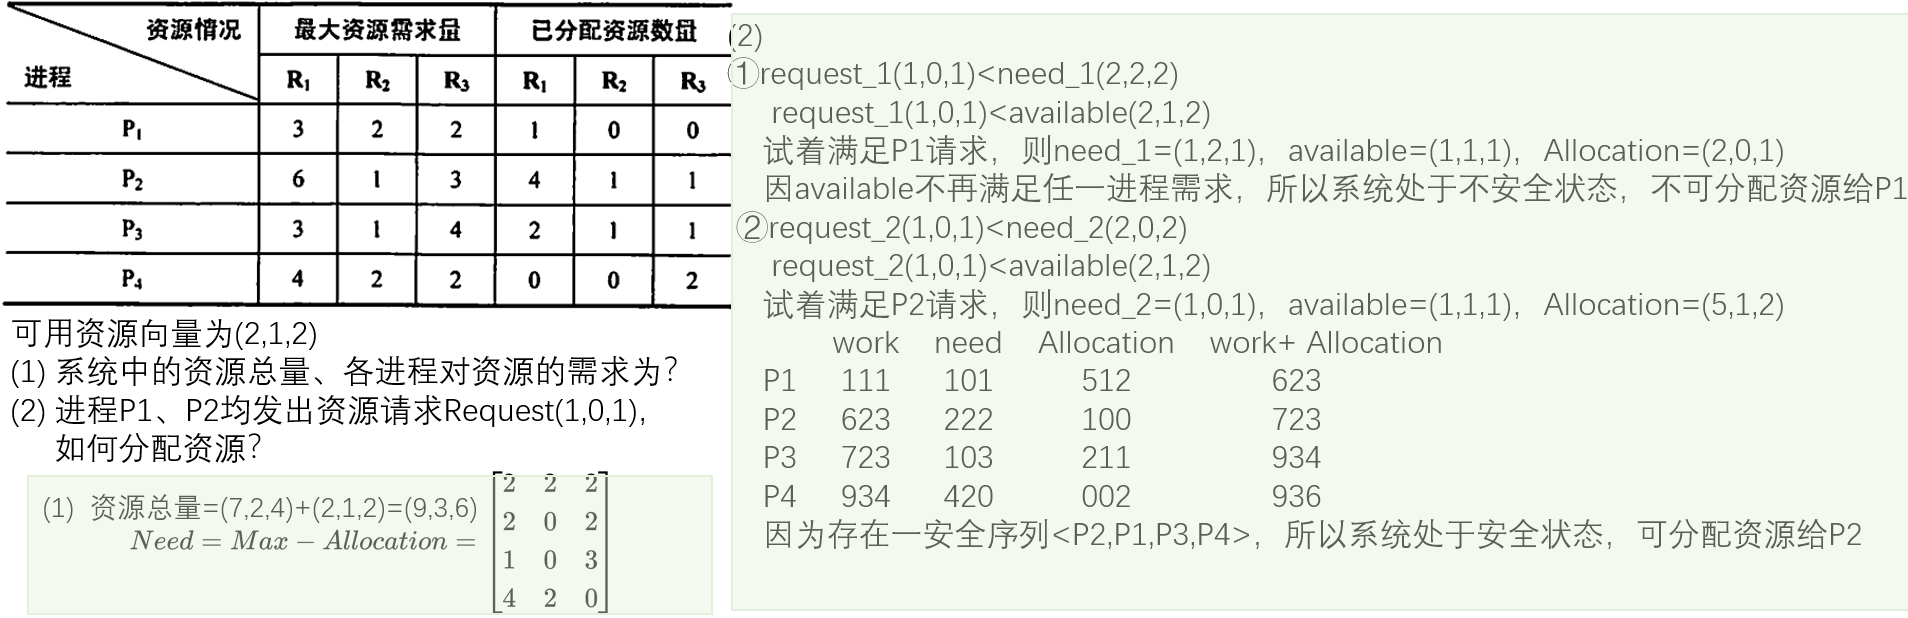 资源情况 最大资源需求量 已分配资源数量
进程 R₁ R₂ R₃ R₁ R₂ R₃
P₁ 3 2 2 1 0 0
P₂ 6 1 3 4 1 1
P₃ 3 1 4 2 1 1
P₄ 4 2 2 0 0 2
可用资源向量为(2,1,2)
(1) 系统中的资源总量、各进程对资源的需求为?
(2) 进程P1、P2均发出资源请求Request(1,0,1),
如何分配资源?
(1) 资源总量=(7,2,4)+(2,1,2)=(9,3,6)
Need = Max − Allocation =
2 2 2
2 0 2
1 0 3
4 2 0
(2)
①request_1(1,0,1)<need_1(2,2,2)
request_1(1,0,1)<available(2,1,2)
试着满足P1请求，则need_1=(1,2,1)，available=(1,1,1)，Allocation=(2,0,1)
因available不再满足任一进程需求，所以系统处于不安全状态，不可分配资源给P1
②request_2(1,0,1)<need_2(2,0,2)
request_2(1,0,1)<available(2,1,2)
试着满足P2请求，则need_2=(1,0,1)，available=(1,1,1)，Allocation=(5,1,2)
work need Allocation work+ Allocation
P1 111 101 512 623
P2 623 222 100 723
P3 723 103 211 934
P4 934 420 002 936
因为存在一安全序列<P2,P1,P3,P4>，所以系统处于安全状态，可分配资源给P2